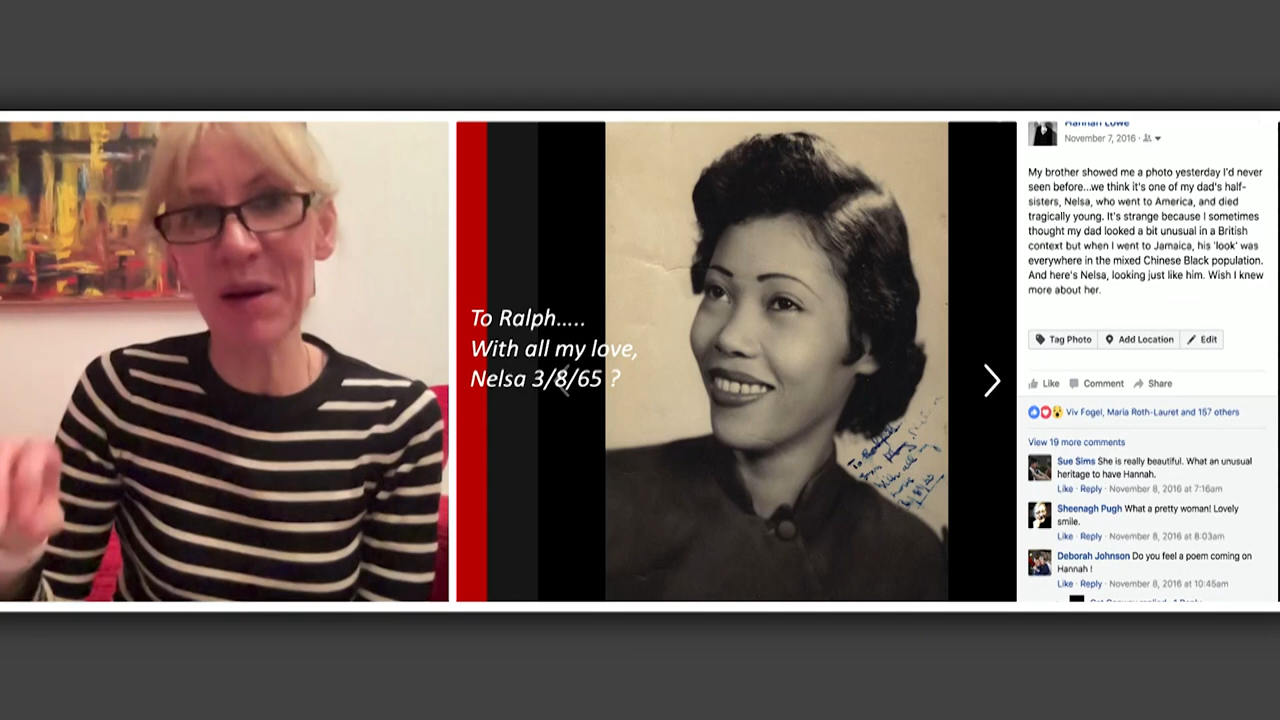 To Ralph.....
With all my love,
Nelsa 3/8/65 ?
To Ralph
With all my
Hannah Lowe
November 7, 2016
My brother showed me a photo yesterday I'd never
seen before...we think it's one of my dad's half-
sisters, Nelsa, who went to America, and died
tragically young. It's strange because I sometimes
thought my dad looked a bit unusual in a British
context but when I went to Jamaica, his 'look' was
everywhere in the mixed Chinese Black population.
And here's Nelsa, looking just like him. Wish I knew
more about her.
Tag Photo Add Location Edit
Like Comment Share
Viv Fogel, Maria Roth-Lauret and 157 others
View 19 more comments
Sue Sims She is really beautiful. What an unusual
heritage to have Hannah.
Like · Reply · November 8, 2016 at 7:16am
Sheenagh Pugh What a pretty woman! Lovely
smile.
Like · Reply · November 8, 2016 at 8:03am
Deborah Johnson Do you feel a poem coming on
Hannah !
Like · Reply · November 8, 2016 at 10:45am